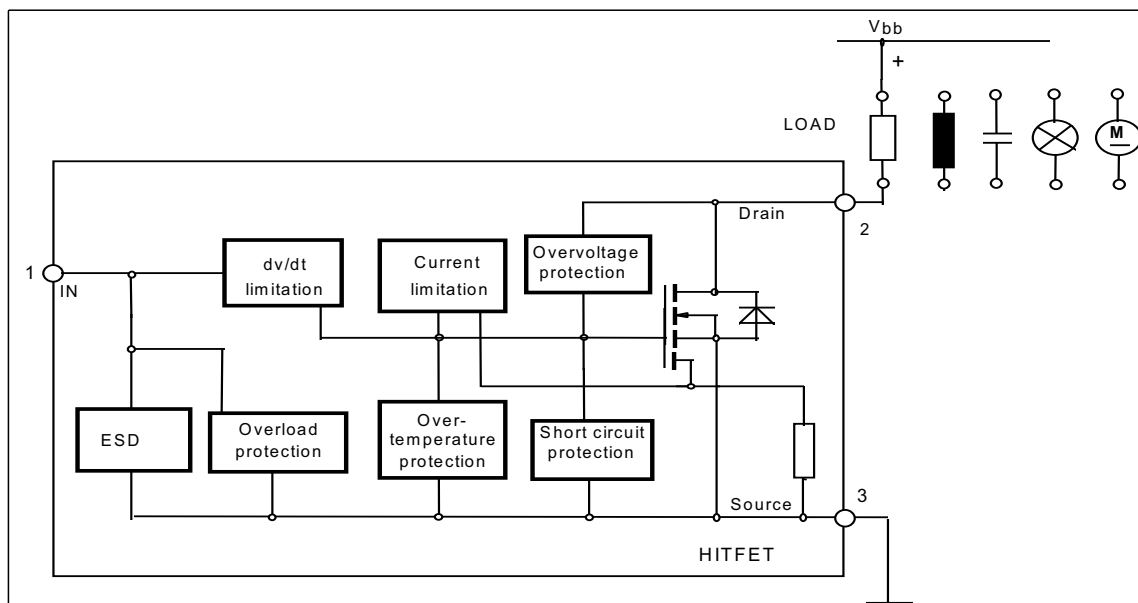 Vbb
+
LOAD
M
Drain
2
1
IN
dv/dt
limitation
Current
limitation
Overvoltage
protection
ESD
Overload
protection
Over-
temperature
protection
Short circuit
protection
Source
3
HITFET